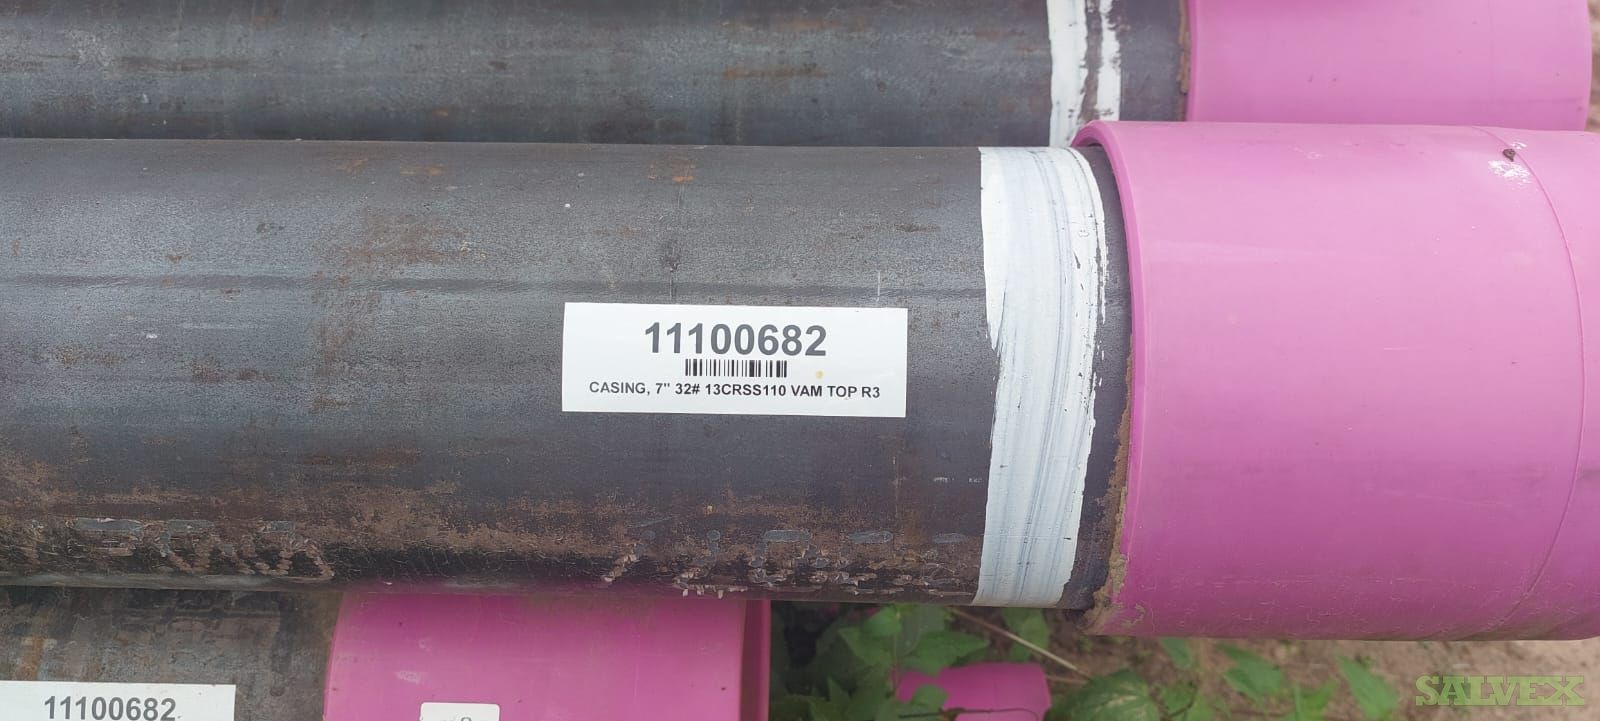 11100682
CASING, 7" 32# 13CRSS110 VAM TOP R3
11100682
SALVEX